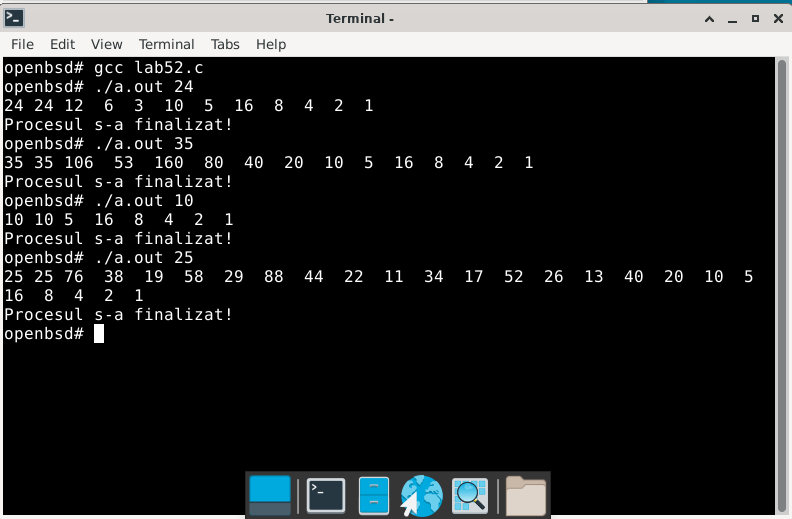 Terminal -
File Edit View Terminal Tabs Help
openbsd# gcc lab52.c
openbsd# ./a.out 24
24 24 12  6  3  10  5  16  8  4  2  1
Procesul s-a finalizat!
openbsd# ./a.out 35
35 35 106  53  160  80  40  20  10  5  16  8  4  2  1
Procesul s-a finalizat!
openbsd# ./a.out 10
10 10 5  16  8  4  2  1
Procesul s-a finalizat!
openbsd# ./a.out 25
25 25 76  38  19  58  29  88  44  22  11  34  17  52  26  13  40  20  10  5
16  8  4  2  1
Procesul s-a finalizat!
openbsd#